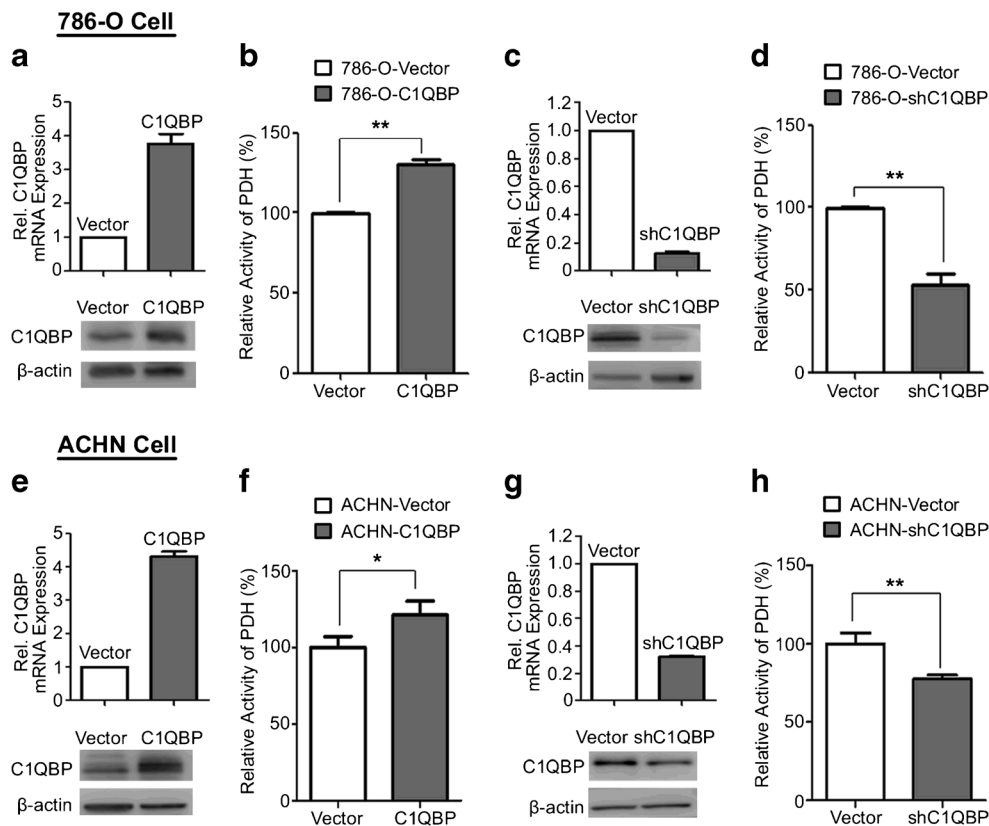 786-O Cell
a
Rel. C1QBP
mRNA Expression
5
4
3
2
1
0
Vector
C1QBP
Vector C1QBP
C1QBP
β-actin
b
786-O-Vector
786-O-C1QBP
Relative Activity of PDH (%)
150
100
50
0
**
Vector C1QBP
c
Rel. C1QBP
mRNA Expression
1.2
1.0
0.8
0.6
0.4
0.2
0
Vector
shC1QBP
Vector shC1QBP
C1QBP
β-actin
d
786-O-Vector
786-O-shC1QBP
Relative Activity of PDH (%)
150
100
50
0
**
Vector shC1QBP
ACHN Cell
e
Rel. C1QBP
mRNA Expression
5
4
3
2
1
0
Vector
C1QBP
Vector C1QBP
C1QBP
β-actin
f
ACHN-Vector
ACHN-C1QBP
Relative Activity of PDH (%)
150
100
50
0
*
Vector C1QBP
g
Rel. C1QBP
mRNA Expression
1.2
1.0
0.8
0.6
0.4
0.2
0
Vector
shC1QBP
Vector shC1QBP
C1QBP
β-actin
h
ACHN-Vector
ACHN-shC1QBP
Relative Activity of PDH (%)
150
100
50
0
**
Vector shC1QBP